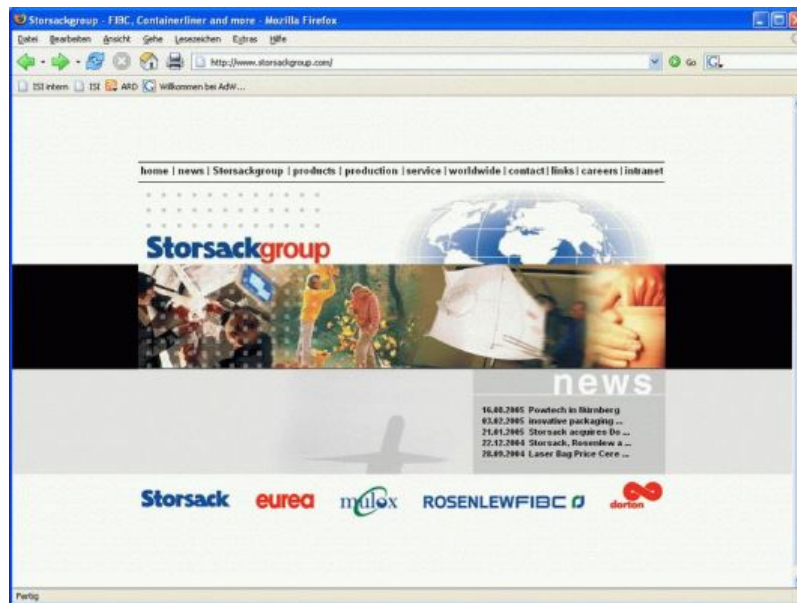 Storsackgroup - FIBC, Containerliner and more - Mozilla Firefox
Datei Bearbeiten Ansicht Gehe Lesezeichen Extras Hilfe
http://www.storsackgroup.com/ Go
ISI intern ISI ARD Willkommen bei AdW...
home | news | Storsackgroup | products | production | service | worldwide | contact | links | careers | intranet
Storsackgroup
news
16.08.2005 Powtech in Nürnberg
03.02.2005 inovative packaging ...
21.01.2005 Storsack acquires Do ...
22.12.2004 Storsack, Rosenlew a ...
28.09.2004 Laser Bag Price Cere ...
Storsack eurea mulox ROSENLEWFIBC dorton
Fertig